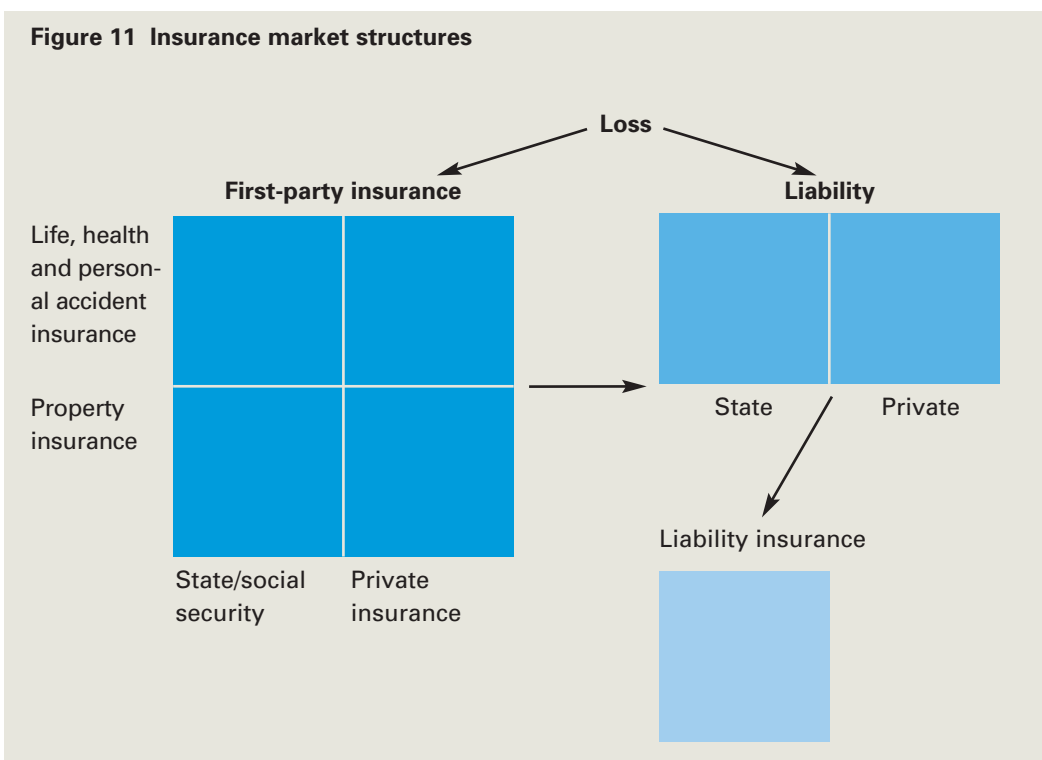 Figure 11 Insurance market structures
Loss
First-party insurance
Liability
Life, health
and person-
al accident
insurance
Property
insurance
State/social
security
Private
insurance
State
Private
Liability insurance